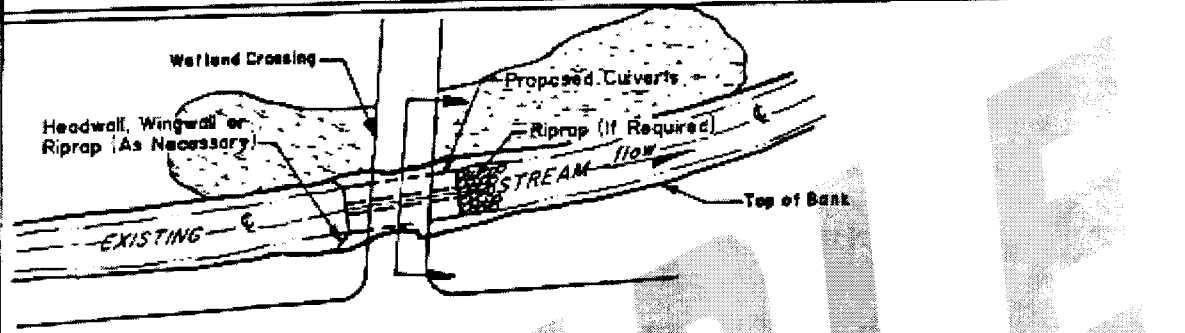 Wetland Crossing
Proposed Culverts
Headwall, Wingwall or
Riprap (As Necessary)
Riprap (If Required)
flow
℄
STREAM
Top of Bank
℄
EXISTING